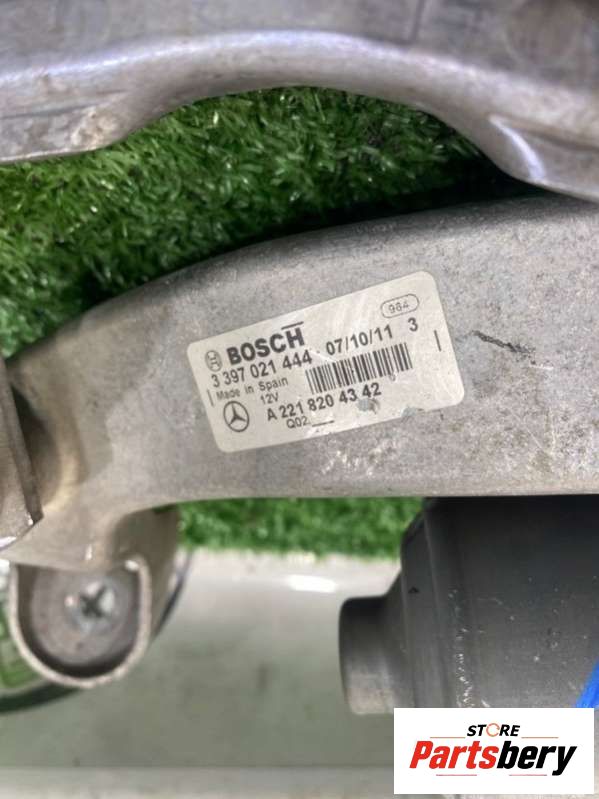 984
BOSCH
3 397 021 444 07/10/11 3
Made in Spain
12V
A 221 820 43 42
Q02
STORE
Partsbery